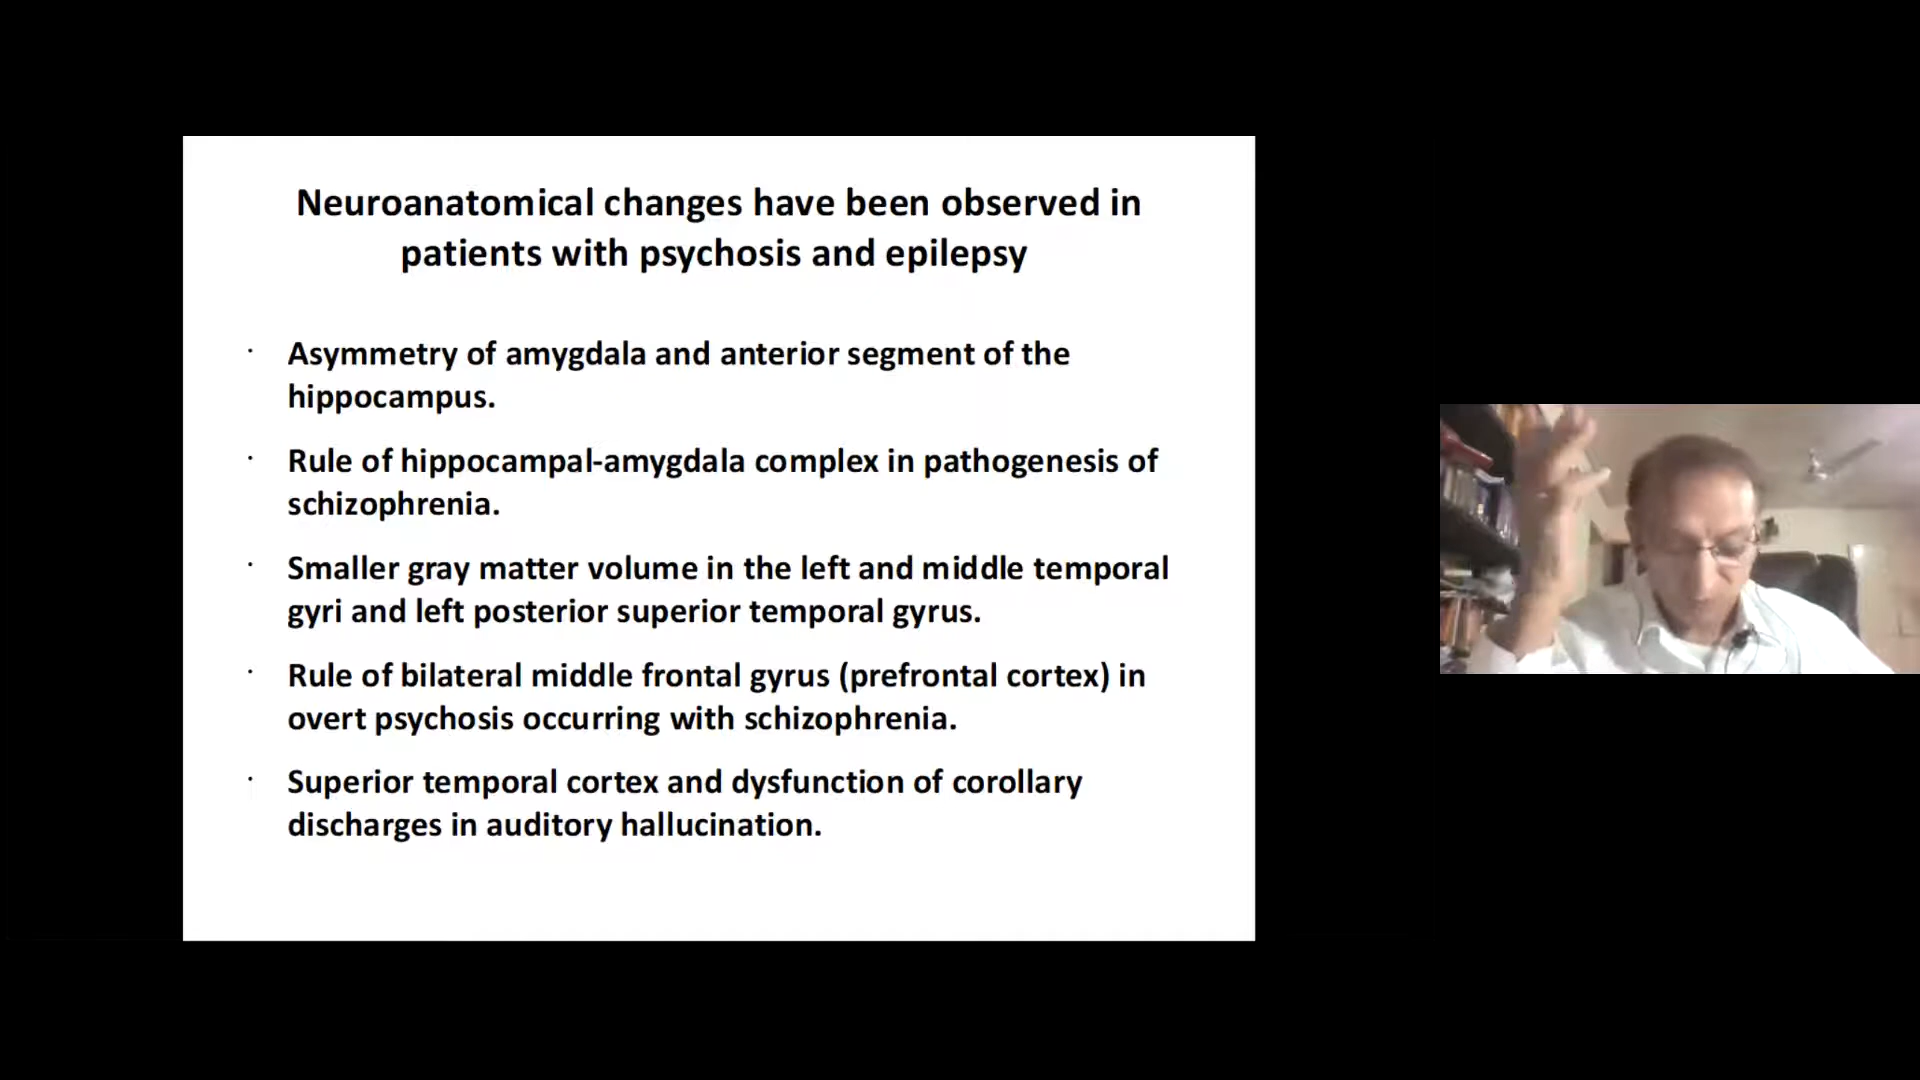 Neuroanatomical changes have been observed in
patients with psychosis and epilepsy
· Asymmetry of amygdala and anterior segment of the
hippocampus.
· Rule of hippocampal-amygdala complex in pathogenesis of
schizophrenia.
· Smaller gray matter volume in the left and middle temporal
gyri and left posterior superior temporal gyrus.
· Rule of bilateral middle frontal gyrus (prefrontal cortex) in
overt psychosis occurring with schizophrenia.
· Superior temporal cortex and dysfunction of corollary
discharges in auditory hallucination.